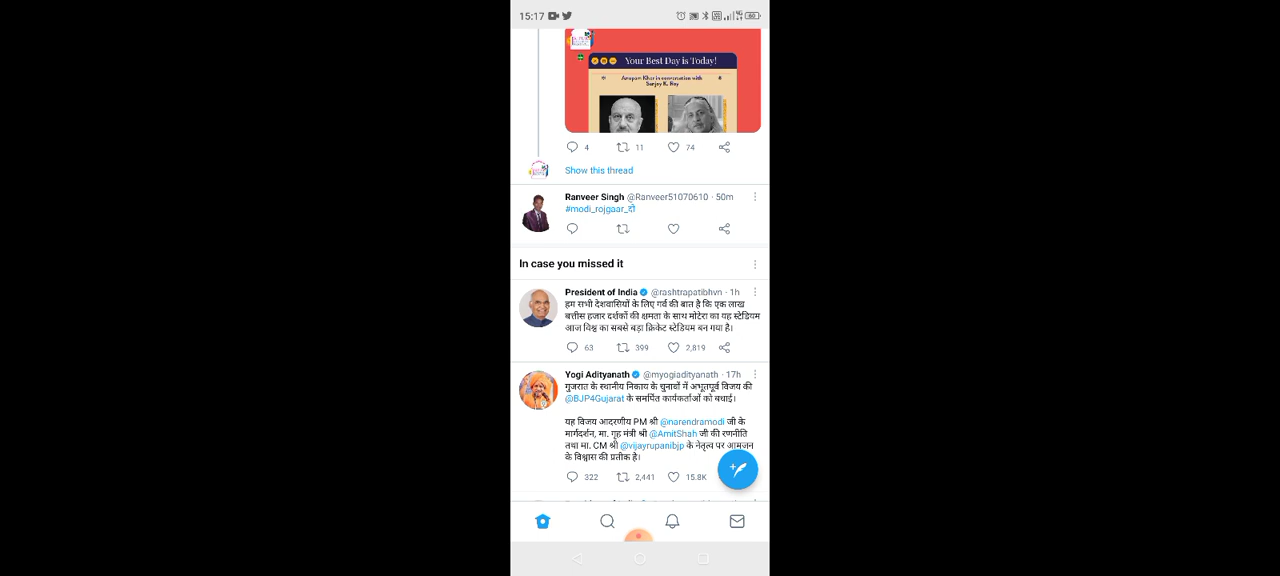 15:17
60
Your Best Day is Today!
Anupam Kher in conversation with
Sanjoy K. Roy
4 11 74
Show this thread
Ranveer Singh @Ranveer51070610 · 50m
#modi_rojgaar_दो
In case you missed it
President of India @rashtrapatibhvn · 1h
हम सभी देशवासियों के लिए गर्व की बात है कि एक लाख
बत्तीस हजार दर्शकों की क्षमता के साथ मोटेरा का यह स्टेडियम
आज विश्व का सबसे बड़ा क्रिकेट स्टेडियम बन गया है।
63 399 2,819
Yogi Adityanath @myogiadityanath · 17h
गुजरात के स्थानीय निकाय के चुनावों में अभूतपूर्व विजय की
@BJP4Gujarat के समर्पित कार्यकर्ताओं को बधाई।
यह विजय आदरणीय PM श्री @narendramodi जी के
मार्गदर्शन, मा. गृह मंत्री श्री @AmitShah जी की रणनीति
तथा मा. CM श्री @vijayrupanibjp के नेतृत्व पर आमजन
के विश्वास की प्रतीक है।
322 2,441 15.8K